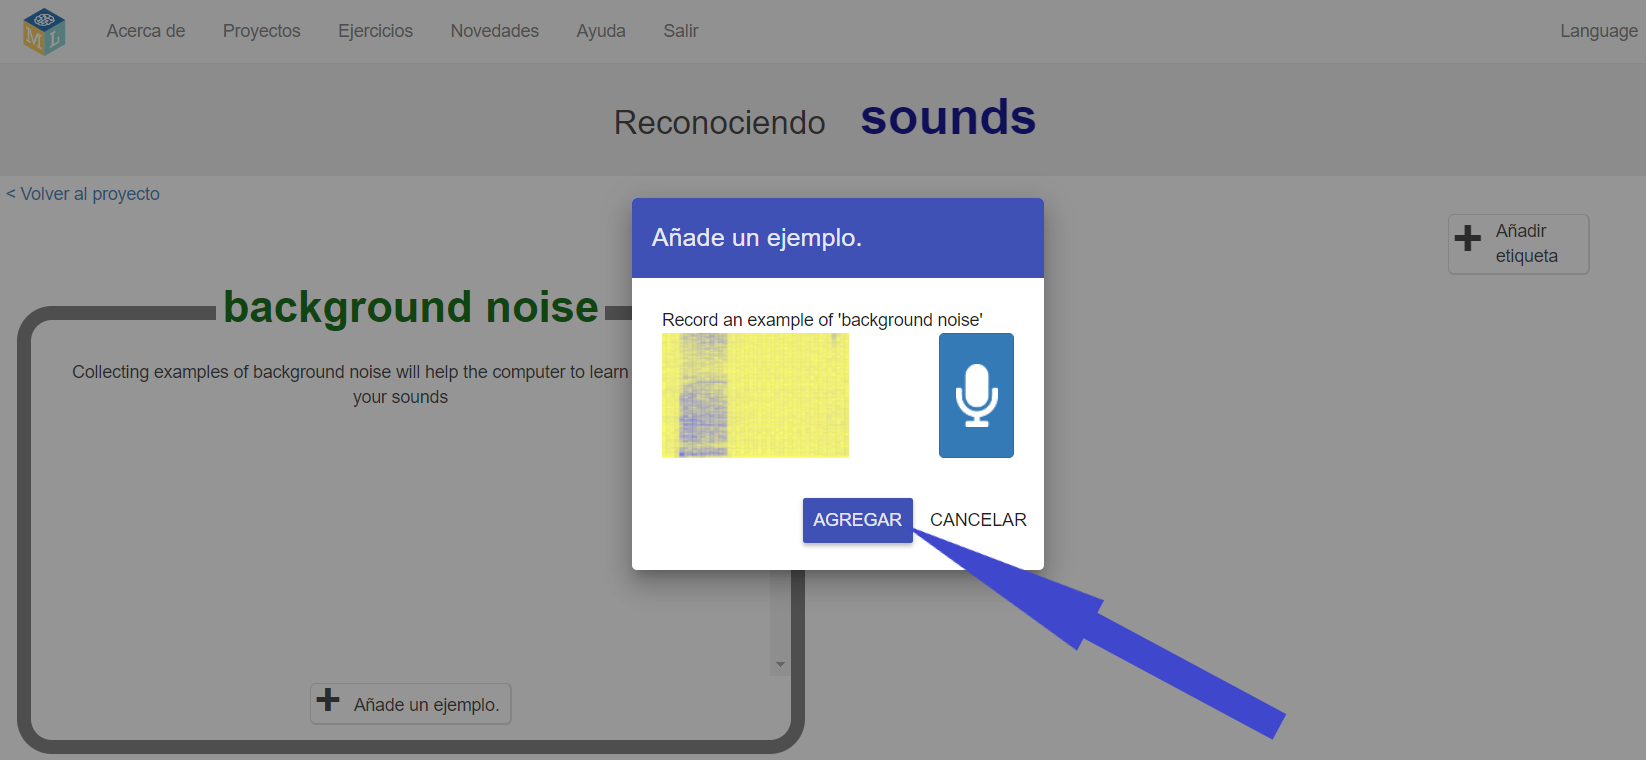 ML
Acerca de
Proyectos
Ejercicios
Novedades
Ayuda
Salir
Language
Reconociendo sounds
< Volver al proyecto
Añadir
etiqueta
background noise
Collecting examples of background noise will help the computer to learn
your sounds
Añade un ejemplo.
Añade un ejemplo.
Record an example of 'background noise'
AGREGAR
CANCELAR